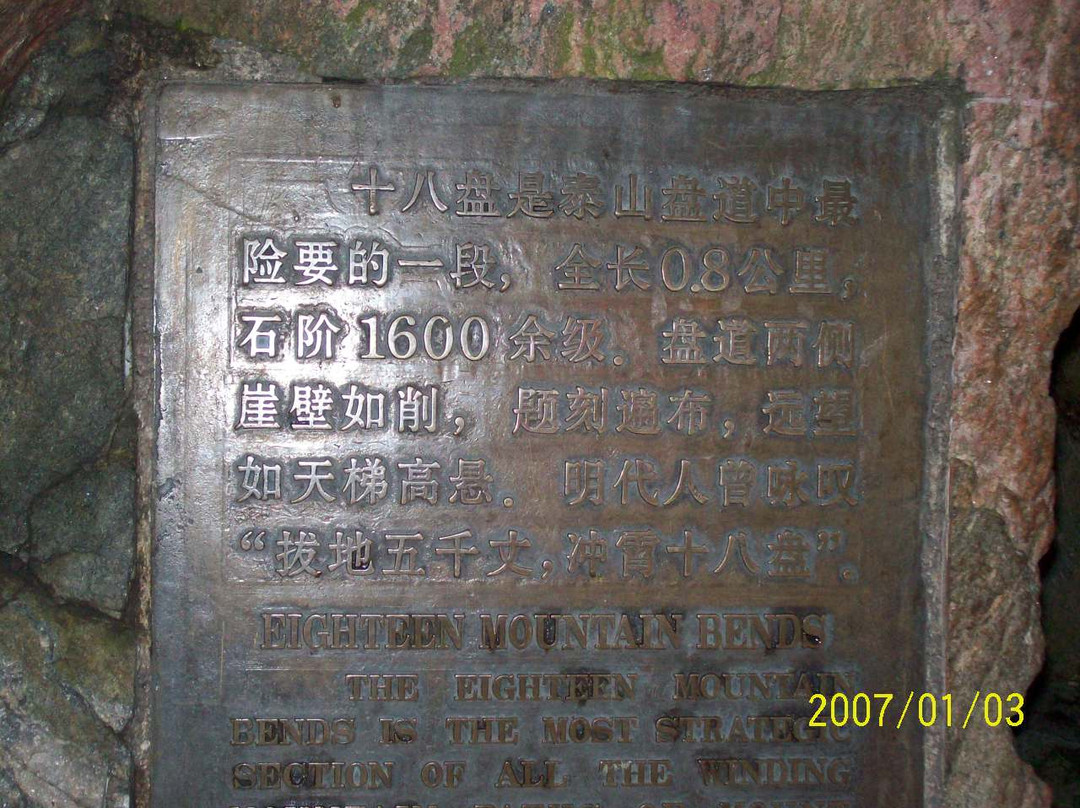 十八盘是泰山盘道中最
险要的一段，全长0.8公里，
石阶1600余级．盘道两侧
崖壁如削，题刻遍布，远望
如天梯高悬．明代人曾咏叹
“拔地五千丈，冲霄十八盘”．
EIGHTEEN MOUNTAIN BENDS
THE EIGHTEEN MOUNTAIN
BENDS IS THE MOST STRATEGIC
SECTION OF ALL THE WINDING
2007/01/03